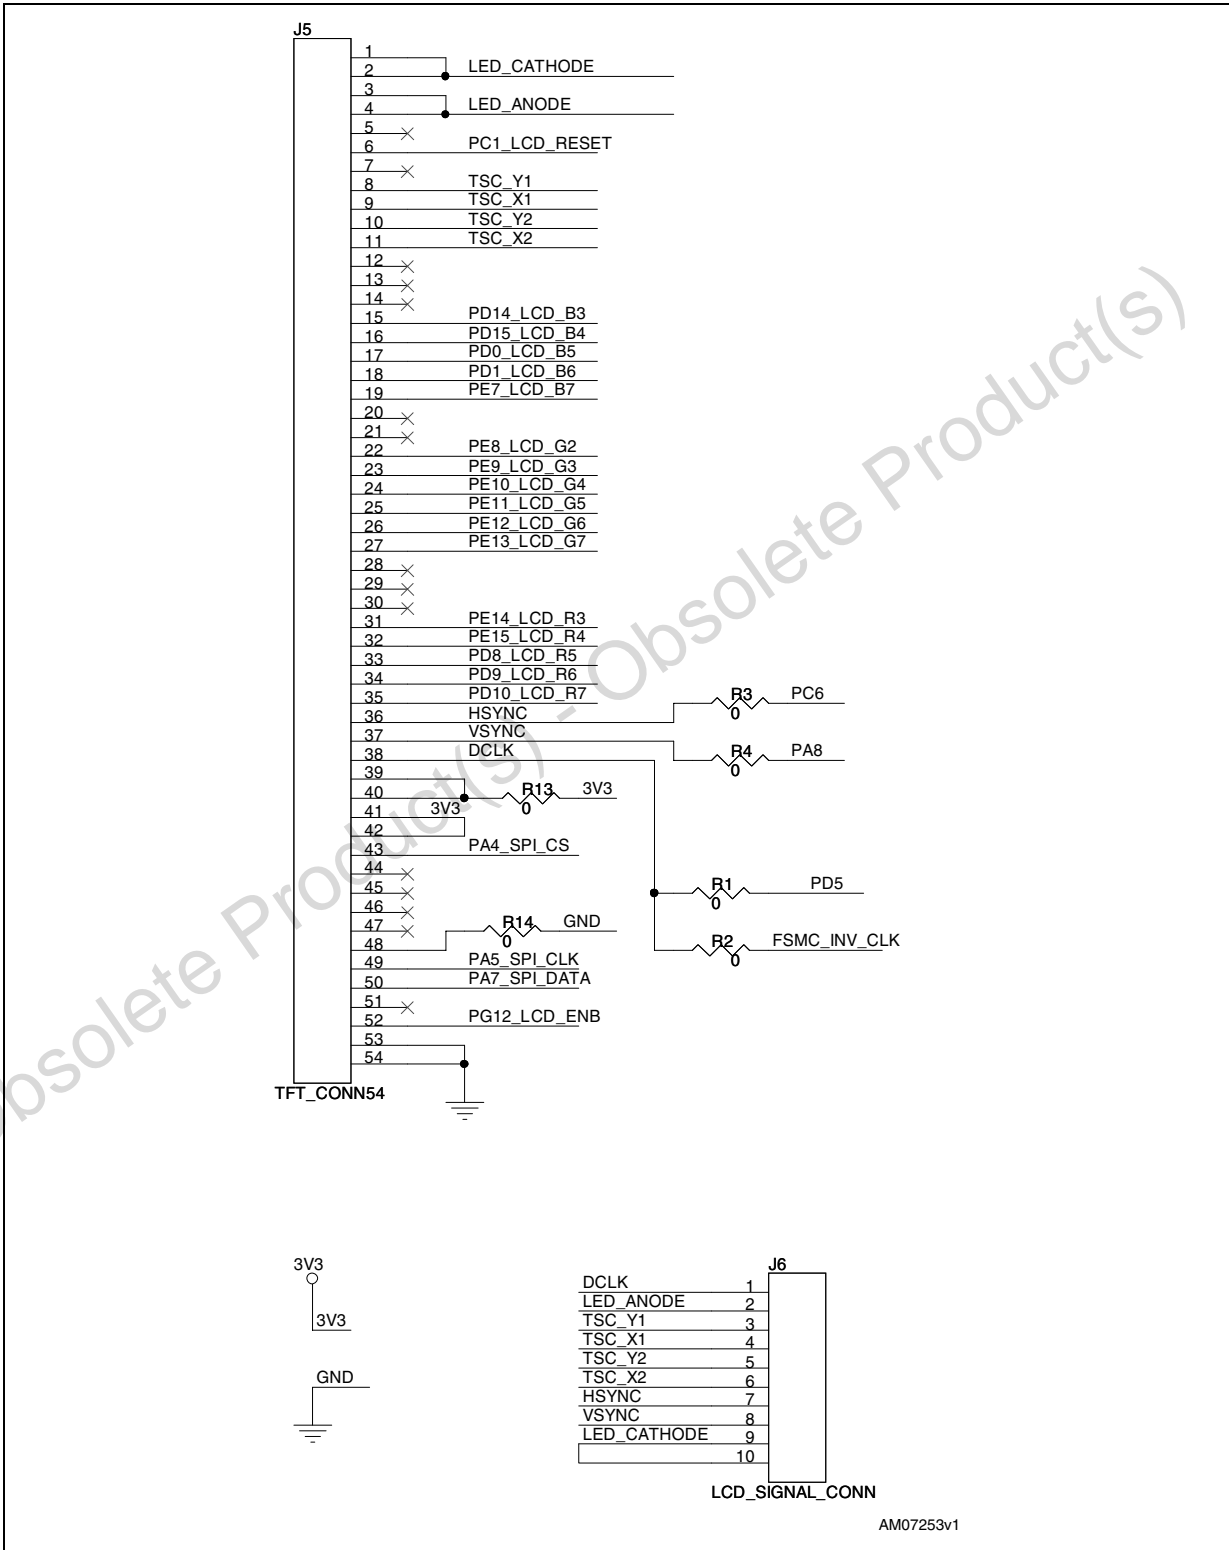 J5
1
2 LED_CATHODE
3
4 LED_ANODE
5
6 PC1_LCD_RESET
7
8 TSC_Y1
9 TSC_X1
10 TSC_Y2
11 TSC_X2
12
13
14
15 PD14_LCD_B3
16 PD15_LCD_B4
17 PD0_LCD_B5
18 PD1_LCD_B6
19 PE7_LCD_B7
20
21
22 PE8_LCD_G2
23 PE9_LCD_G3
24 PE10_LCD_G4
25 PE11_LCD_G5
26 PE12_LCD_G6
27 PE13_LCD_G7
28
29
30
31 PE14_LCD_R3
32 PE15_LCD_R4
33 PD8_LCD_R5
34 PD9_LCD_R6
35 PD10_LCD_R7
36 HSYNC R3 0 PC6
37 VSYNC R4 0 PA8
38 DCLK
39
40 R13 0 3V3
41 3V3
42
43 PA4_SPI_CS
44
45 R1 0 PD5
46
47 R14 0 GND
48 R2 0 FSMC_INV_CLK
49 PA5_SPI_CLK
50 PA7_SPI_DATA
51
52 PG12_LCD_ENB
53
54
TFT_CONN54
3V3
3V3
GND
J6
DCLK 1
LED_ANODE 2
TSC_Y1 3
TSC_X1 4
TSC_Y2 5
TSC_X2 6
HSYNC 7
VSYNC 8
LED_CATHODE 9
10
LCD_SIGNAL_CONN
AM07253v1
bsolete Product(s) - Obsolete Product(s)